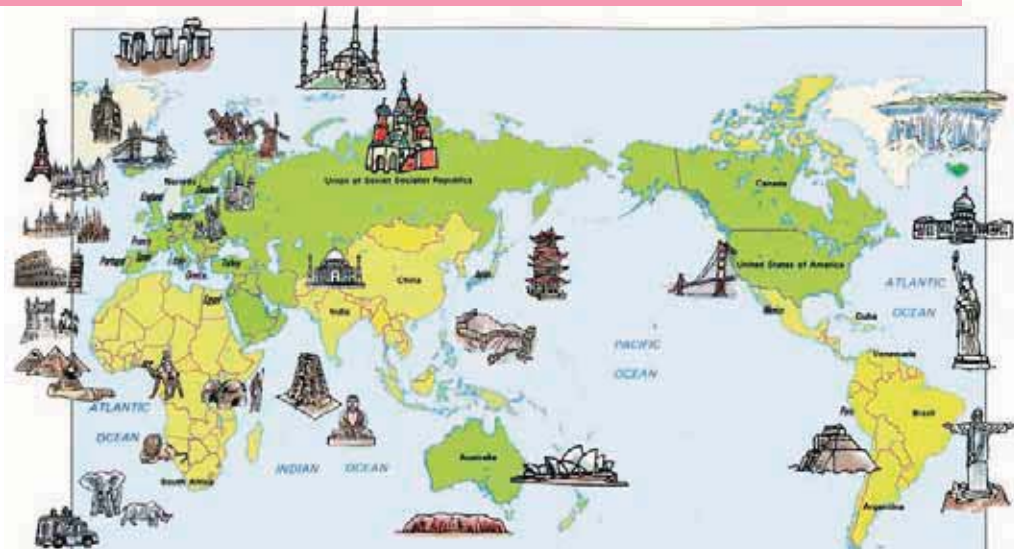 Norway
Sweden
England
Germany
France
Portugal
Spain
Italy
Greece
Turkey
Egypt
Union of Soviet Socialist Republics
China
India
Japan
Canada
United States of America
Mexico
Cuba
Venezuela
Peru
Brazil
Argentina
ATLANTIC
OCEAN
PACIFIC
OCEAN
ATLANTIC
OCEAN
INDIAN OCEAN
South Africa
Australia